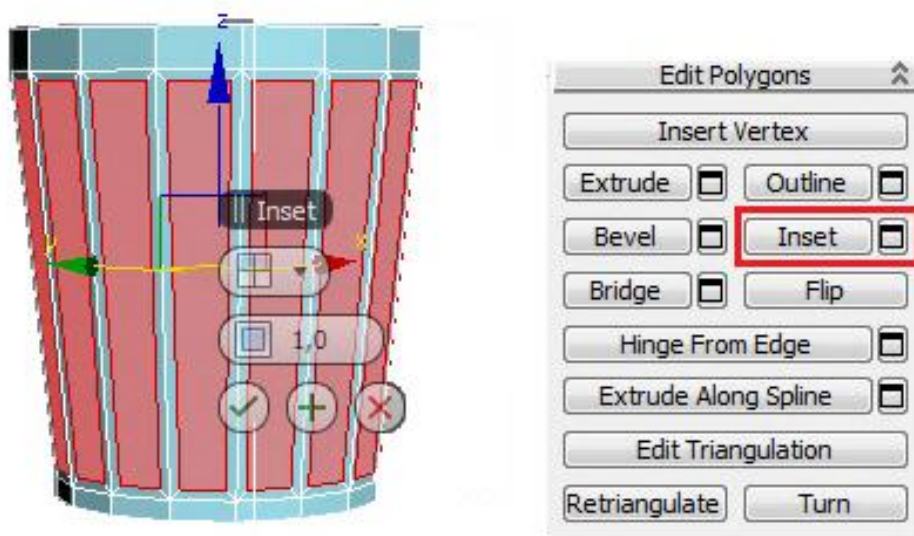 z
Inset
y
x
1,0
Edit Polygons
Insert Vertex
Extrude
Outline
Bevel
Inset
Bridge
Flip
Hinge From Edge
Extrude Along Spline
Edit Triangulation
Retriangulate
Turn